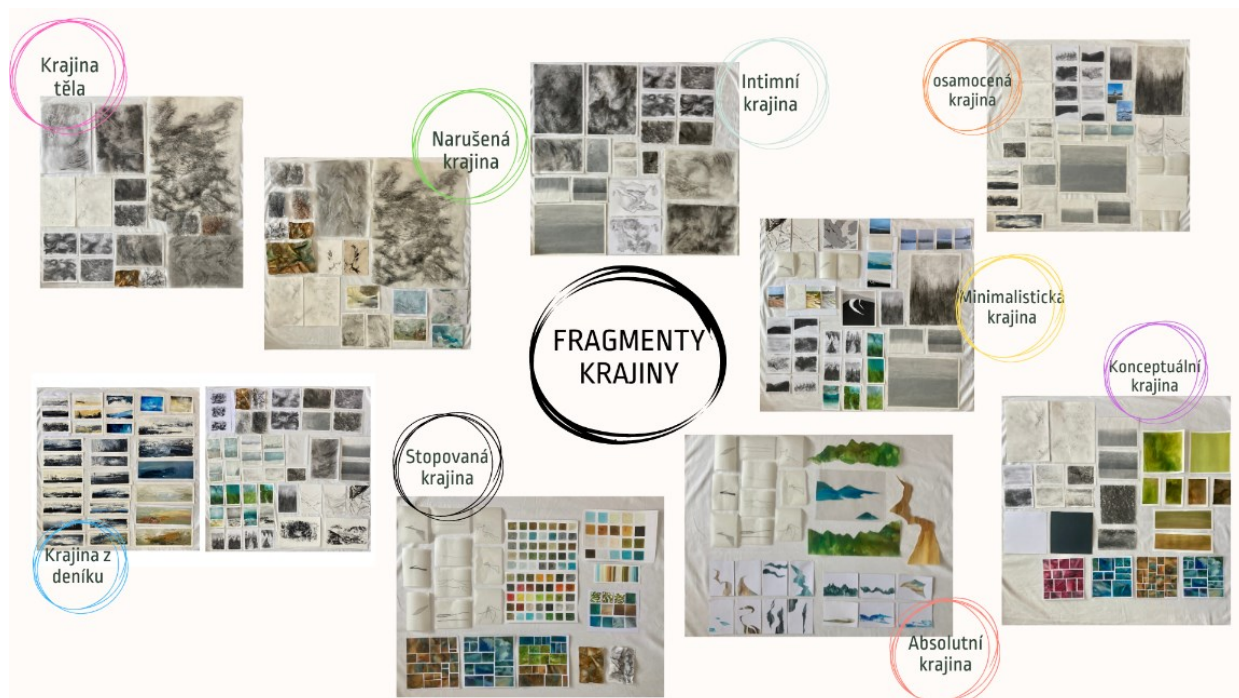 Krajina
těla
Narušená
krajina
Intimní
krajina
osamocená
krajina
FRAGMENTY
KRAJINY
Minimalistická
krajina
Konceptuální
krajina
Stopovaná
krajina
Krajina z
deníku
Absolutní
krajina